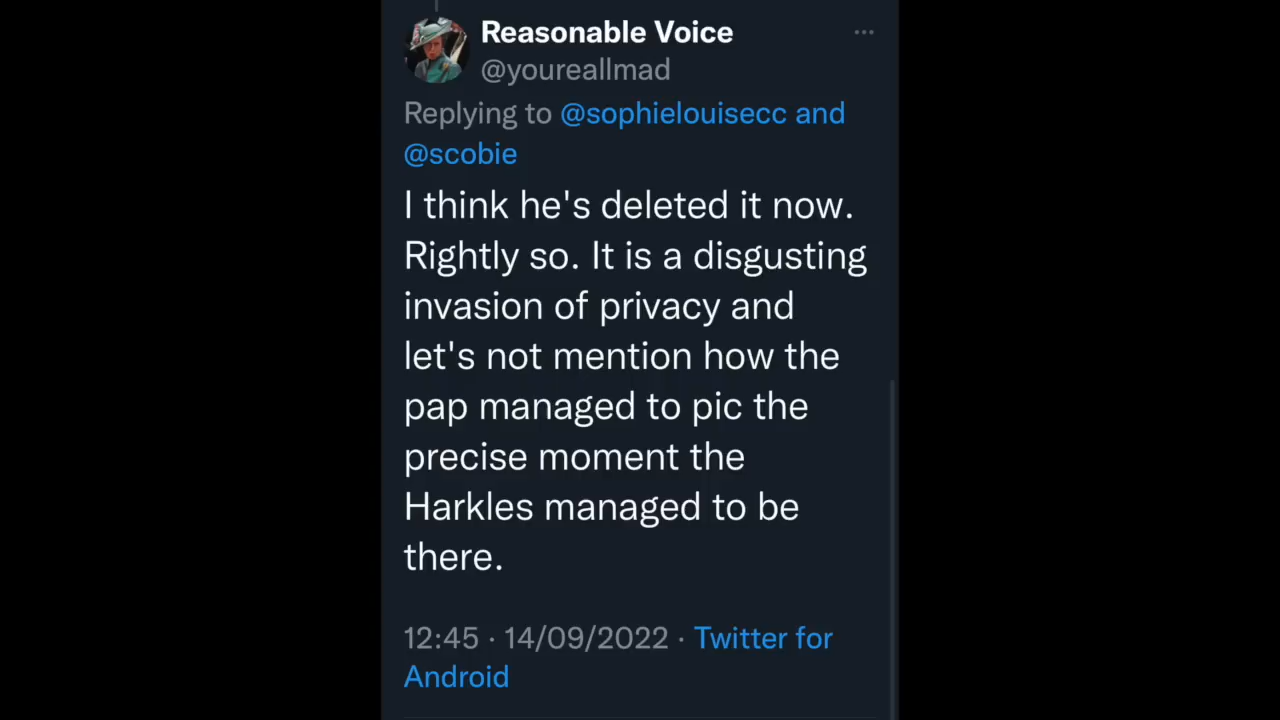 Reasonable Voice
@youreallmad
Replying to @sophielouisecc and
@scobie
I think he's deleted it now.
Rightly so. It is a disgusting
invasion of privacy and
let's not mention how the
pap managed to pic the
precise moment the
Harkles managed to be
there.
12:45 · 14/09/2022 · Twitter for
Android